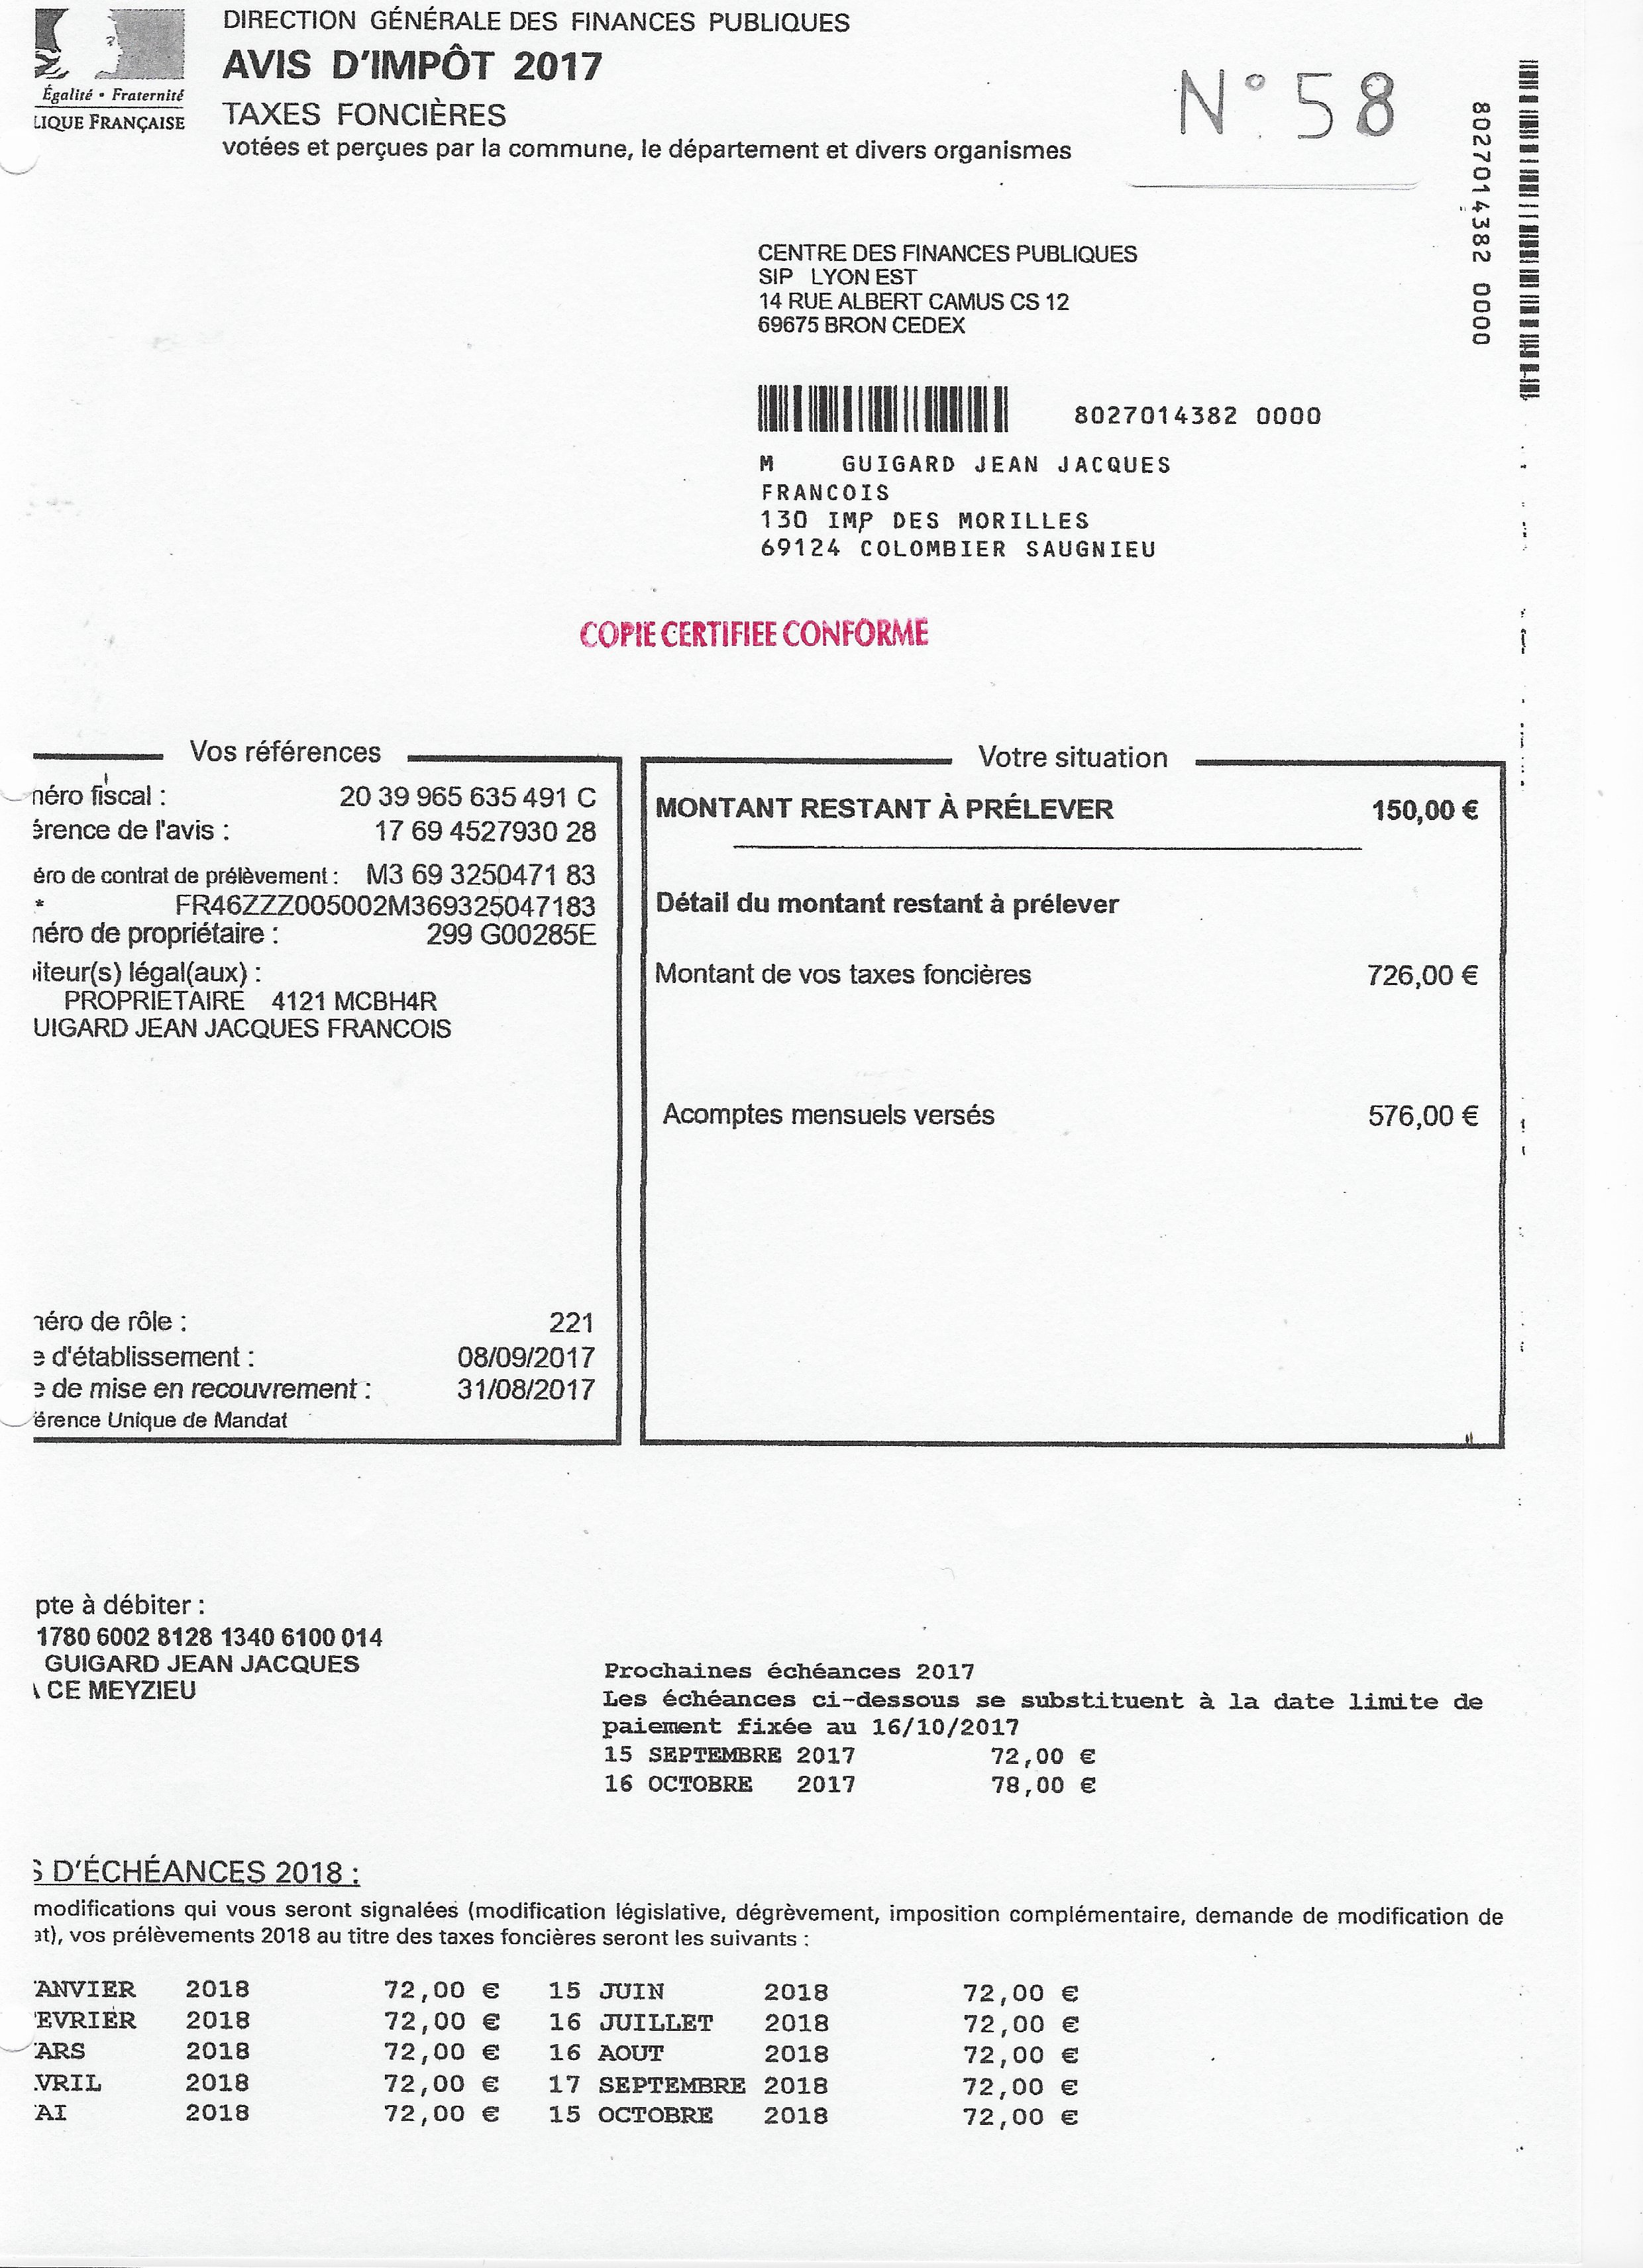 DIRECTION GÉNÉRALE DES FINANCES PUBLIQUES
AVIS D'IMPÔT 2017
TAXES FONCIÈRES
votées et perçues par la commune, le département et divers organismes
Égalité • Fraternité
LIQUE FRANÇAISE
N° 58
8027014382 0000
CENTRE DES FINANCES PUBLIQUES
SIP LYON EST
14 RUE ALBERT CAMUS CS 12
69675 BRON CEDEX
8027014382 0000
M GUIGARD JEAN JACQUES
FRANCOIS
130 IMP DES MORILLES
69124 COLOMBIER SAUGNIEU
COPIE CERTIFIEE CONFORME
Vos références
néro fiscal : 20 39 965 635 491 C
érence de l'avis : 17 69 4527930 28
éro de contrat de prélèvement : M3 69 3250471 83
* FR46ZZZ005002M369325047183
néro de propriétaire : 299 G00285E
iteur(s) légal(aux) :
PROPRIETAIRE 4121 MCBH4R
UIGARD JEAN JACQUES FRANCOIS
néro de rôle : 221
e d'établissement : 08/09/2017
e de mise en recouvrement : 31/08/2017
érence Unique de Mandat
Votre situation
MONTANT RESTANT À PRÉLEVER 150,00 €
Détail du montant restant à prélever
Montant de vos taxes foncières 726,00 €
Acomptes mensuels versés 576,00 €
pte à débiter :
1780 6002 8128 1340 6100 014
GUIGARD JEAN JACQUES
CE MEYZIEU
Prochaines échéances 2017
Les échéances ci-dessous se substituent à la date limite de
paiement fixée au 16/10/2017
15 SEPTEMBRE 2017 72,00 €
16 OCTOBRE 2017 78,00 €
S D'ÉCHÉANCES 2018 :
modifications qui vous seront signalées (modification législative, dégrèvement, imposition complémentaire, demande de modification de
at), vos prélèvements 2018 au titre des taxes foncières seront les suivants :
ANVIER 2018 72,00 € 15 JUIN 2018 72,00 €
EVRIER 2018 72,00 € 16 JUILLET 2018 72,00 €
ARS 2018 72,00 € 16 AOUT 2018 72,00 €
VRIL 2018 72,00 € 17 SEPTEMBRE 2018 72,00 €
AI 2018 72,00 € 15 OCTOBRE 2018 72,00 €